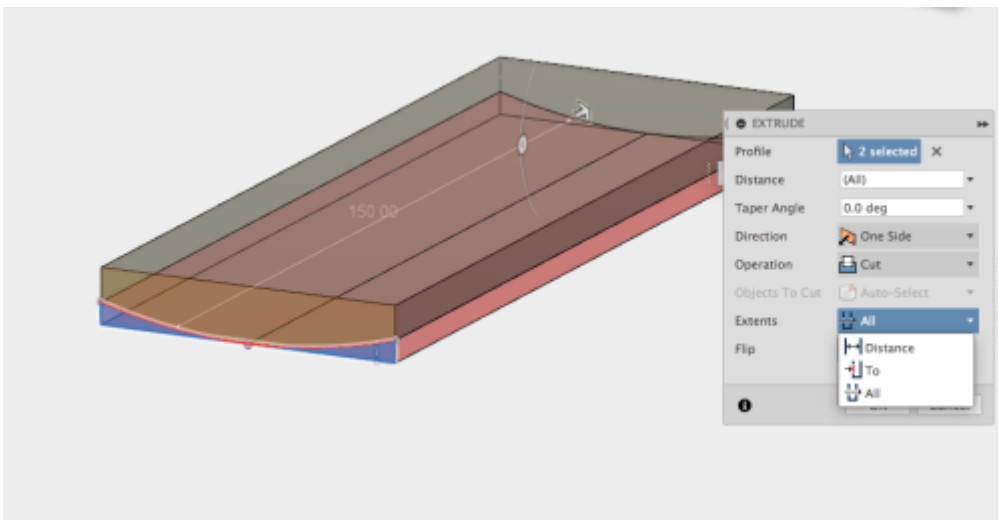 EXTRUDE
Profile 2 selected
Distance (All)
Taper Angle 0.0 deg
Direction One Side
Operation Cut
Objects To Cut Auto-Select
Extents All
Flip
Distance
To
All
150.00